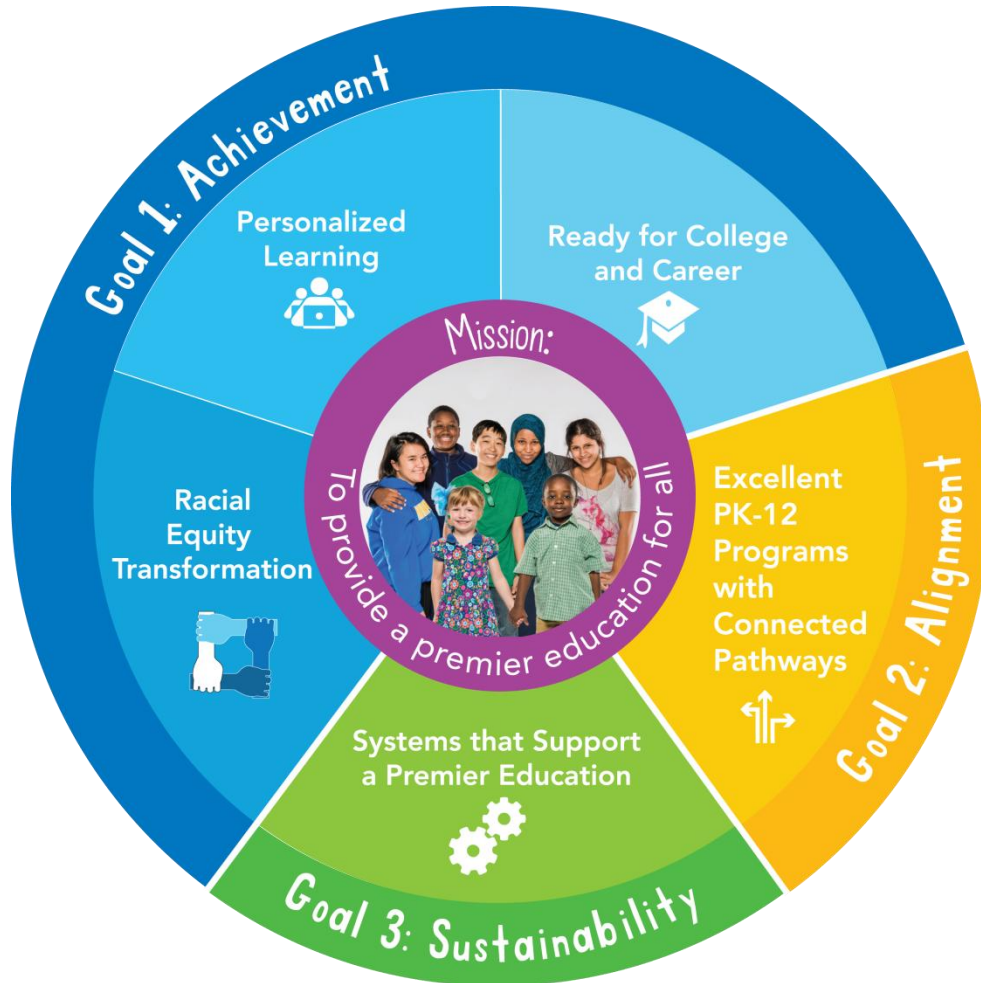 Goal 1: Achievement
Personalized
Learning
Ready for College
and Career
Racial
Equity
Transformation
Mission:
To provide a premier education for all
Excellent
PK-12
Programs
with
Connected
Pathways
Goal 2: Alignment
Systems that Support
a Premier Education
Goal 3: Sustainability